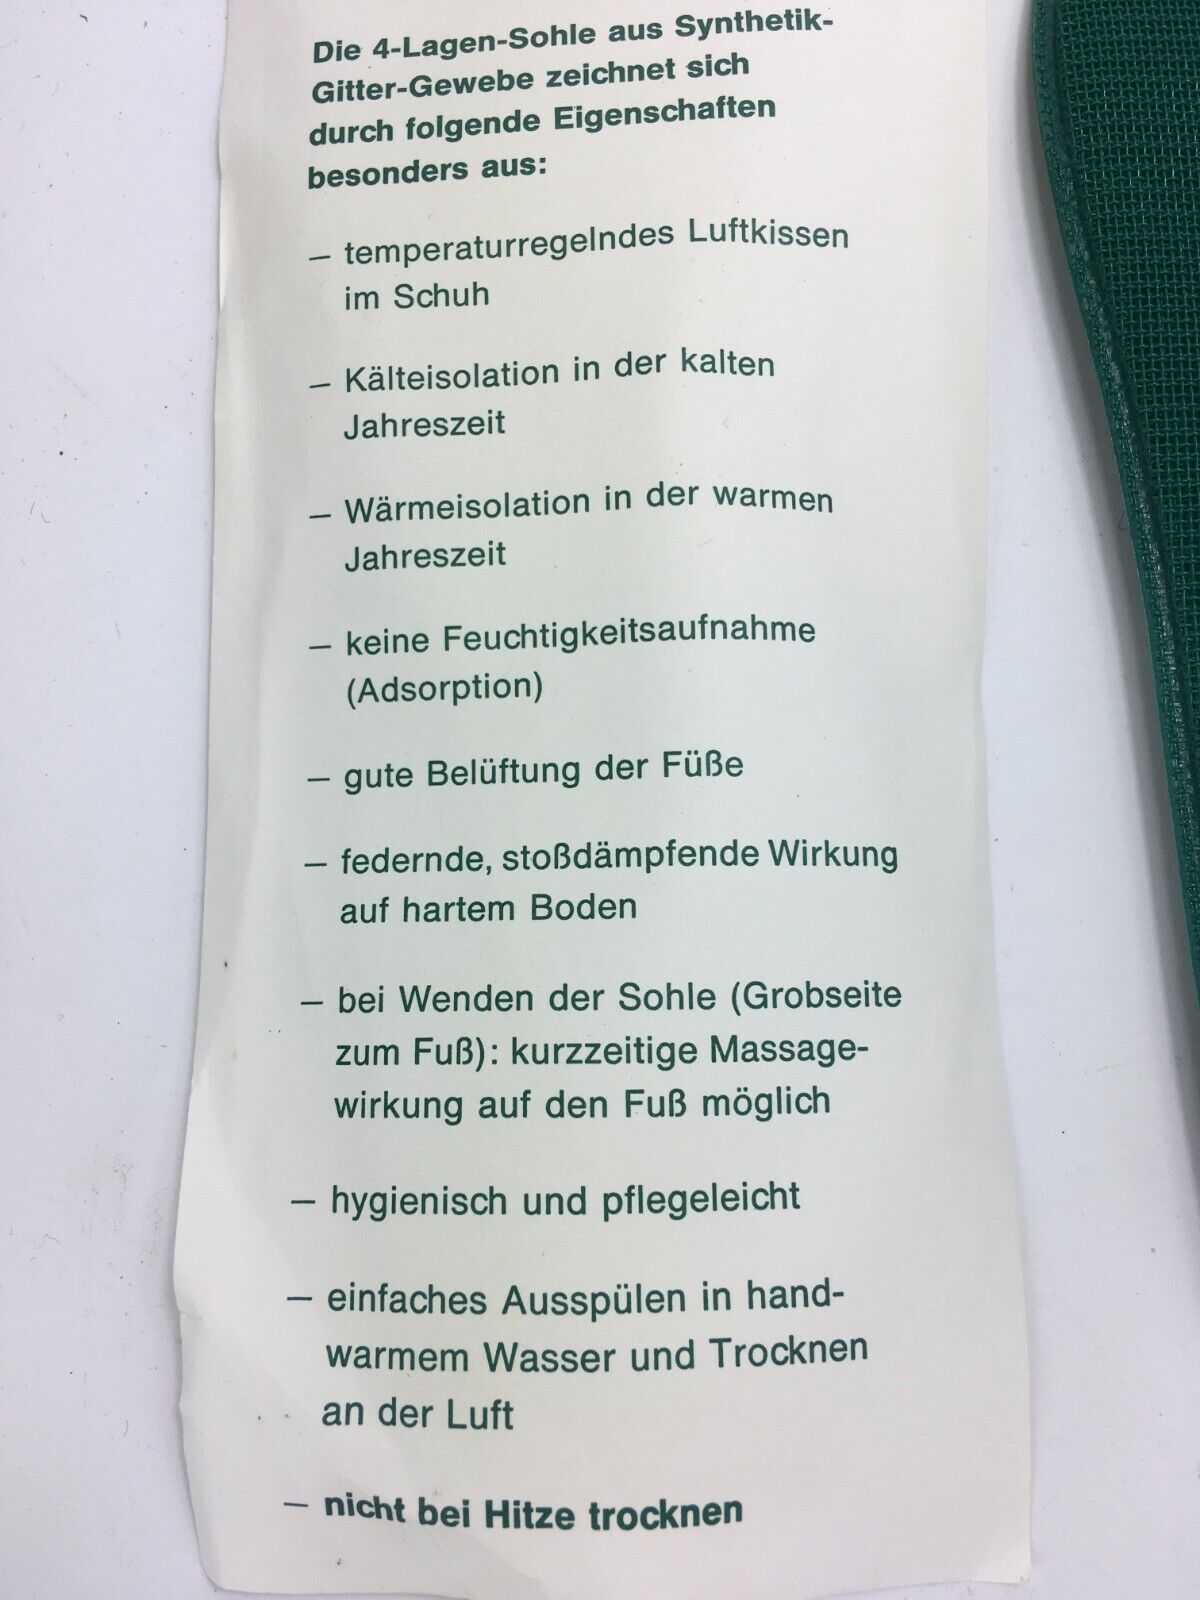 Die 4-Lagen-Sohle aus Synthetik-
Gitter-Gewebe zeichnet sich
durch folgende Eigenschaften
besonders aus:
– temperaturregelndes Luftkissen
im Schuh
– Kälteisolation in der kalten
Jahreszeit
– Wärmeisolation in der warmen
Jahreszeit
– keine Feuchtigkeitsaufnahme
(Adsorption)
– gute Belüftung der Füße
– federnde, stoßdämpfende Wirkung
auf hartem Boden
– bei Wenden der Sohle (Grobseite
zum Fuß): kurzzeitige Massage-
wirkung auf den Fuß möglich
– hygienisch und pflegeleicht
– einfaches Ausspülen in hand-
warmem Wasser und Trocknen
an der Luft
– nicht bei Hitze trocknen